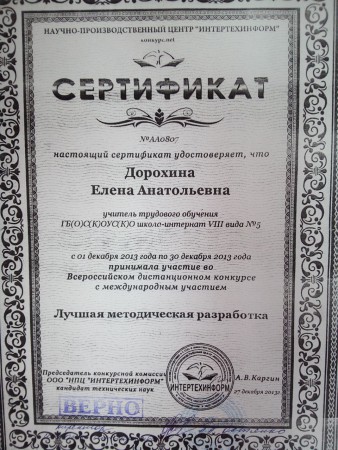 НАУЧНО-ПРОИЗВОДСТВЕННЫЙ ЦЕНТР "ИНТЕРТЕХИНФОРМ"
konkurc.net
СЕРТИФИКАТ
№АА0807
настоящий сертификат удостоверяет, что
Дорохина
Елена Анатольевна
учитель трудового обучения
ГБ(О)С(К)ОУС(К)О школо-интернат VIII вида №5
с 01 декабря 2013 года по 30 декабря 2013 года
принимала участие во
Всероссийском дистанционном конкурсе
с международным участием
Лучшая методическая разработка
Председатель конкурсной комиссии
ООО "НПЦ "ИНТЕРТЕХИНФОРМ"
кандидат технических наук
ИНТЕРТЕХИНФОРМ
А.В.Каргин
27 декабря 2013г
ВЕРНО